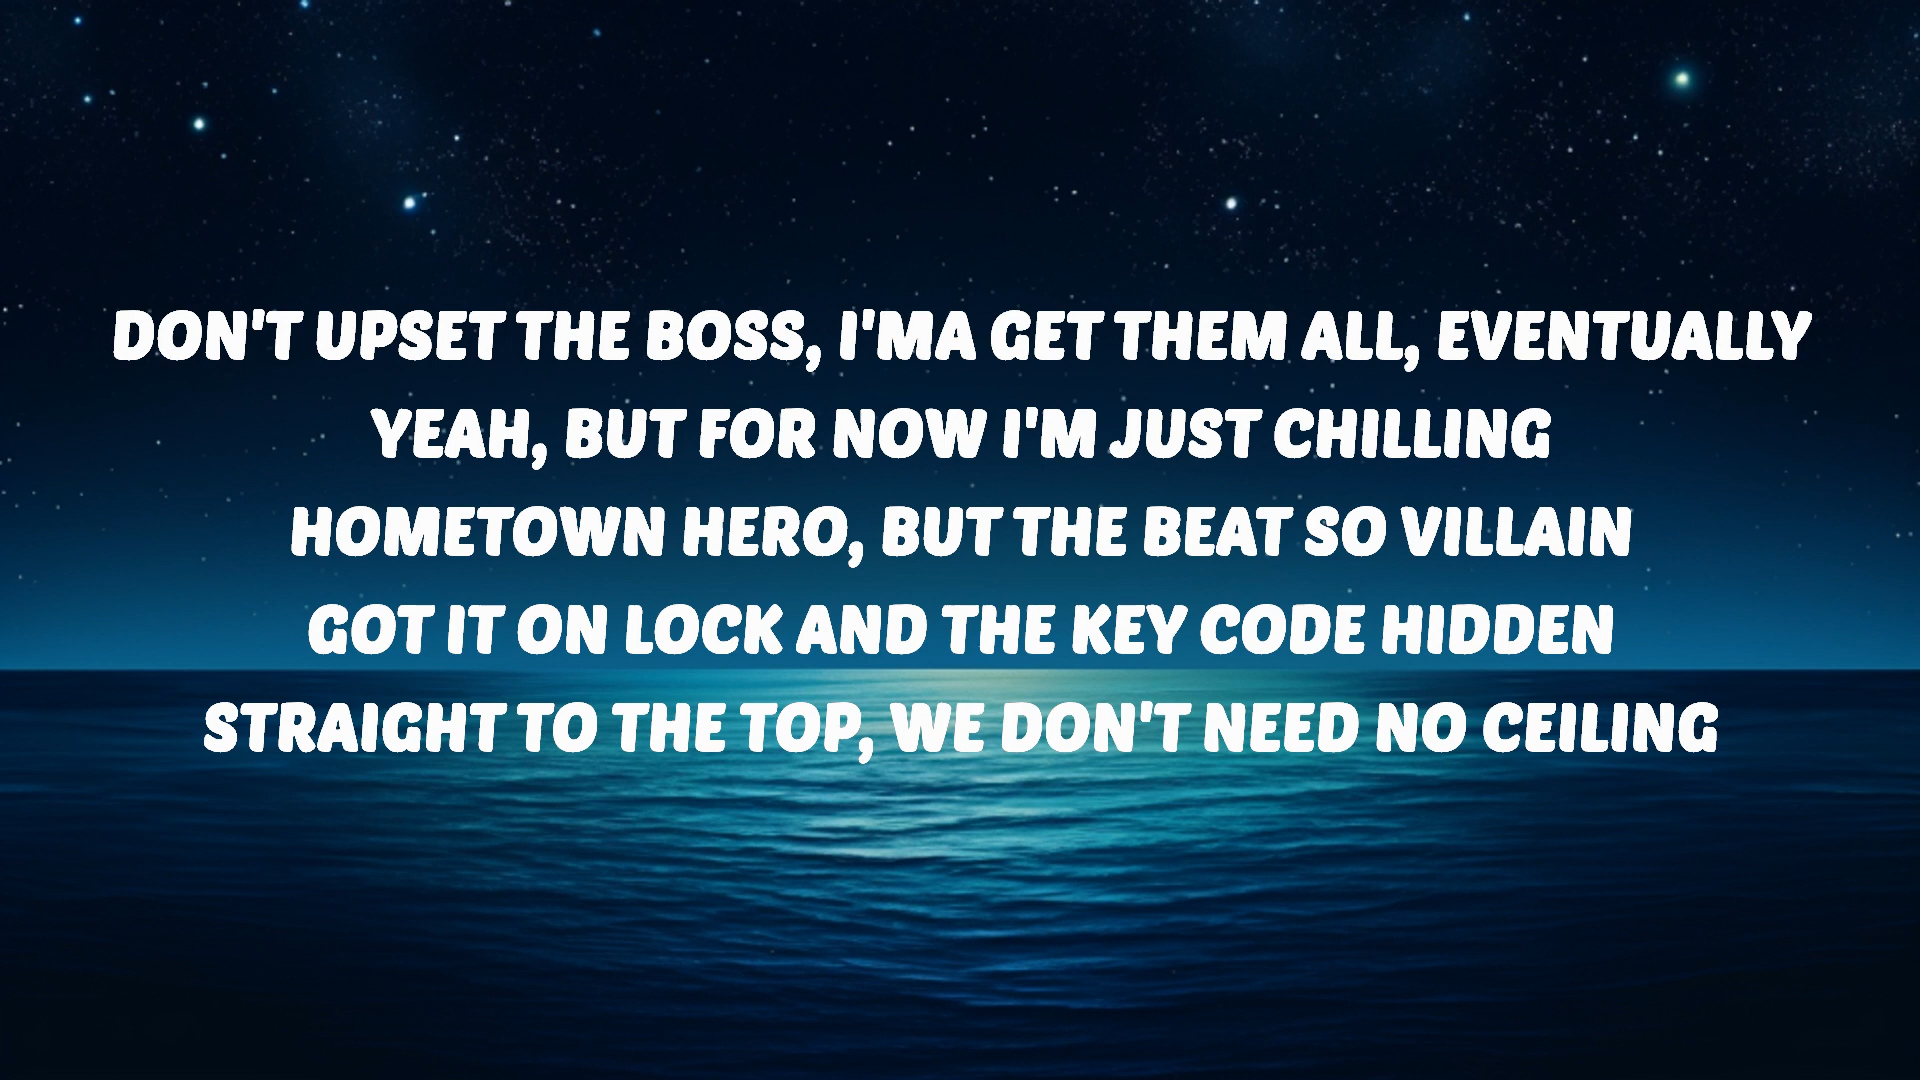 DON'T UPSET THE BOSS, I'MA GET THEM ALL, EVENTUALLY
YEAH, BUT FOR NOW I'M JUST CHILLING
HOMETOWN HERO, BUT THE BEAT SO VILLAIN
GOT IT ON LOCK AND THE KEY CODE HIDDEN
STRAIGHT TO THE TOP, WE DON'T NEED NO CEILING